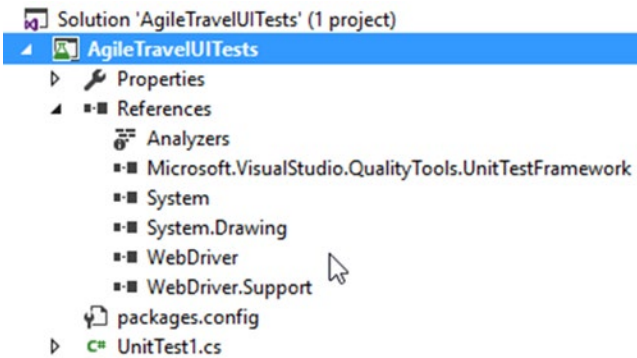 Solution 'AgileTravelUITests' (1 project)
AgileTravelUITests
Properties
References
Analyzers
Microsoft.VisualStudio.QualityTools.UnitTestFramework
System
System.Drawing
WebDriver
WebDriver.Support
packages.config
C# UnitTest1.cs